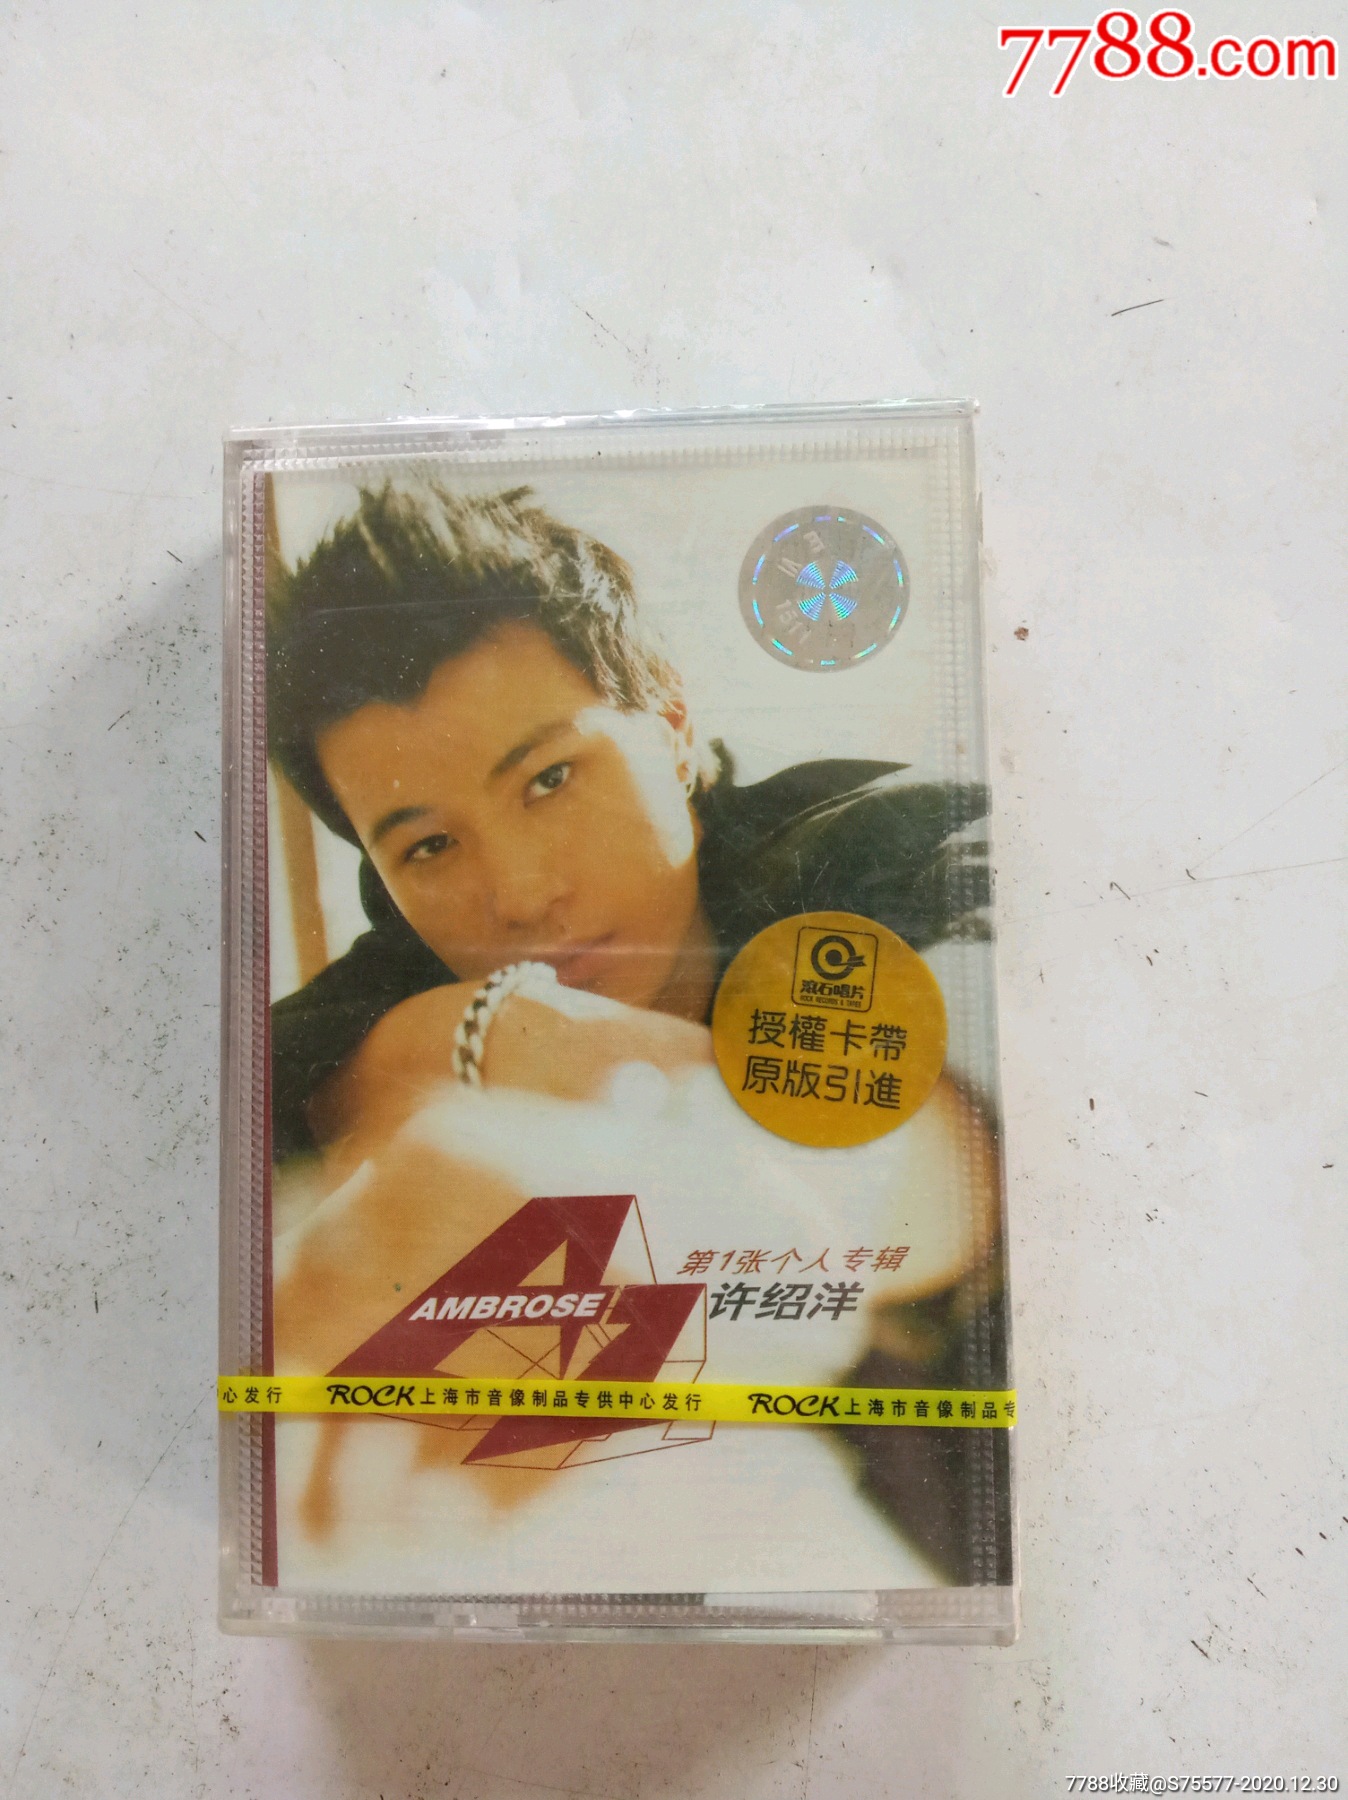 7788.com
滚石唱片
ROCK RECORDS & TAPES
授權卡帶
原版引進
第1张个人专辑
AMBROSE
许绍洋
心发行 ROCK上海市音像制品专供中心发行 ROCK上海市音像制品专
7788收藏@S75577-2020.12.30